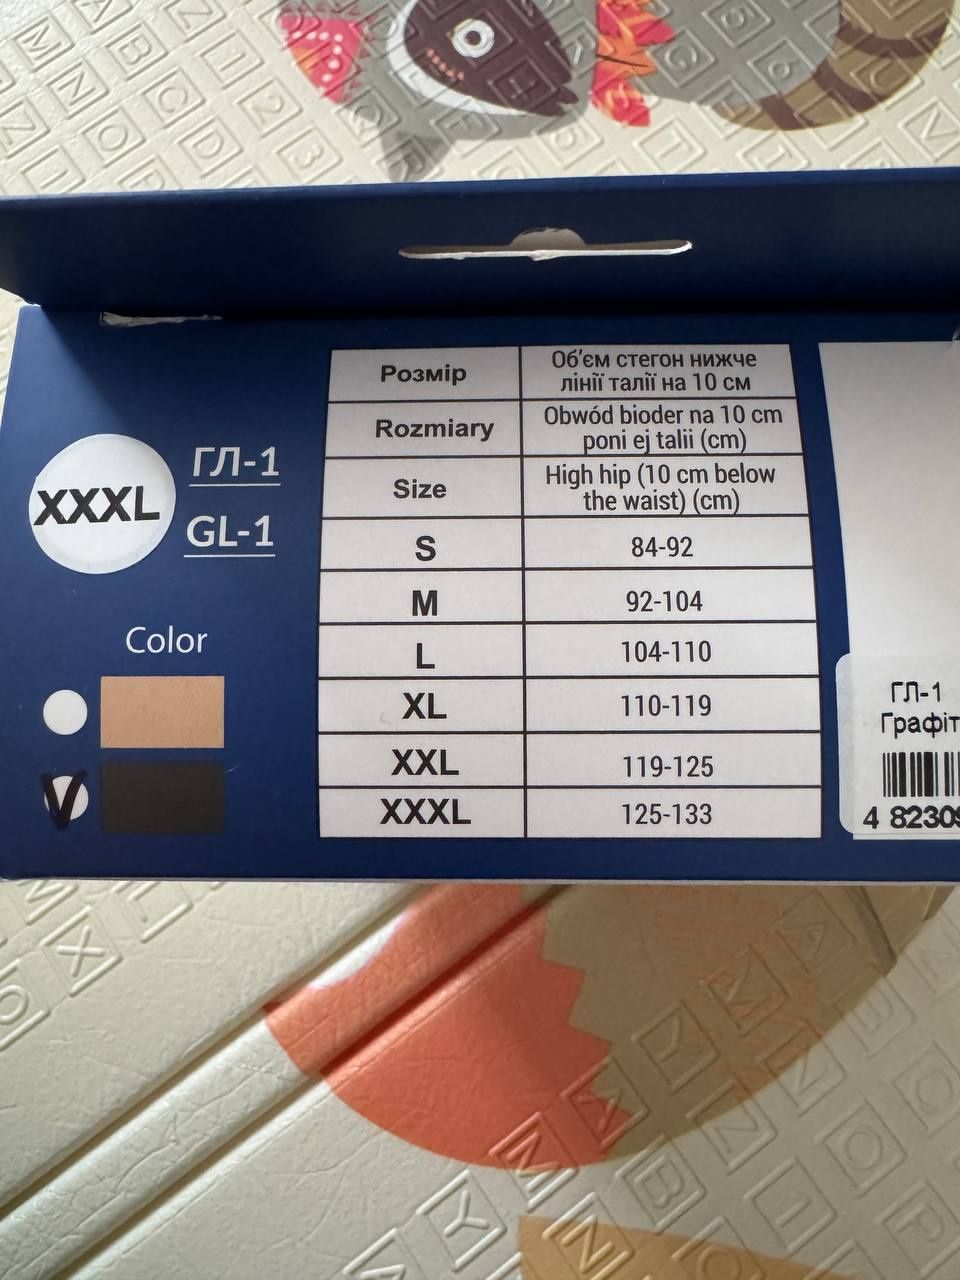 XXXL
ГЛ-1
GL-1
Color
Розмір
Об'єм стегон нижче
лінії талії на 10 см
Rozmiary
Obwód bioder na 10 cm
poni ej talii (cm)
Size
High hip (10 cm below
the waist) (cm)
S
84-92
M
92-104
L
104-110
XL
110-119
XXL
119-125
XXXL
125-133
ГЛ-1
Графіт
4 82309